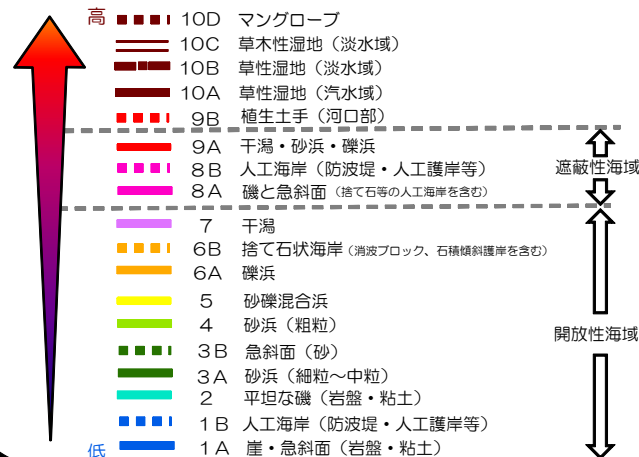 高 10D マングローブ
10C 草木性湿地（淡水域）
10B 草性湿地（淡水域）
10A 草性湿地（汽水域）
9B 植生土手（河口部）
9A 干潟・砂浜・礫浜
8B 人工海岸（防波堤・人工護岸等）
遮蔽性海域
8A 磯と急斜面（捨て石等の人工海岸を含む）
7 干潟
6B 捨て石状海岸（消波ブロック、石積傾斜護岸を含む）
6A 礫浜
5 砂礫混合浜
4 砂浜（粗粒）
開放性海域
3B 急斜面（砂）
3A 砂浜（細粒～中粒）
2 平坦な磯（岩盤・粘土）
1B 人工海岸（防波堤・人工護岸等）
低 1A 崖・急斜面（岩盤・粘土）